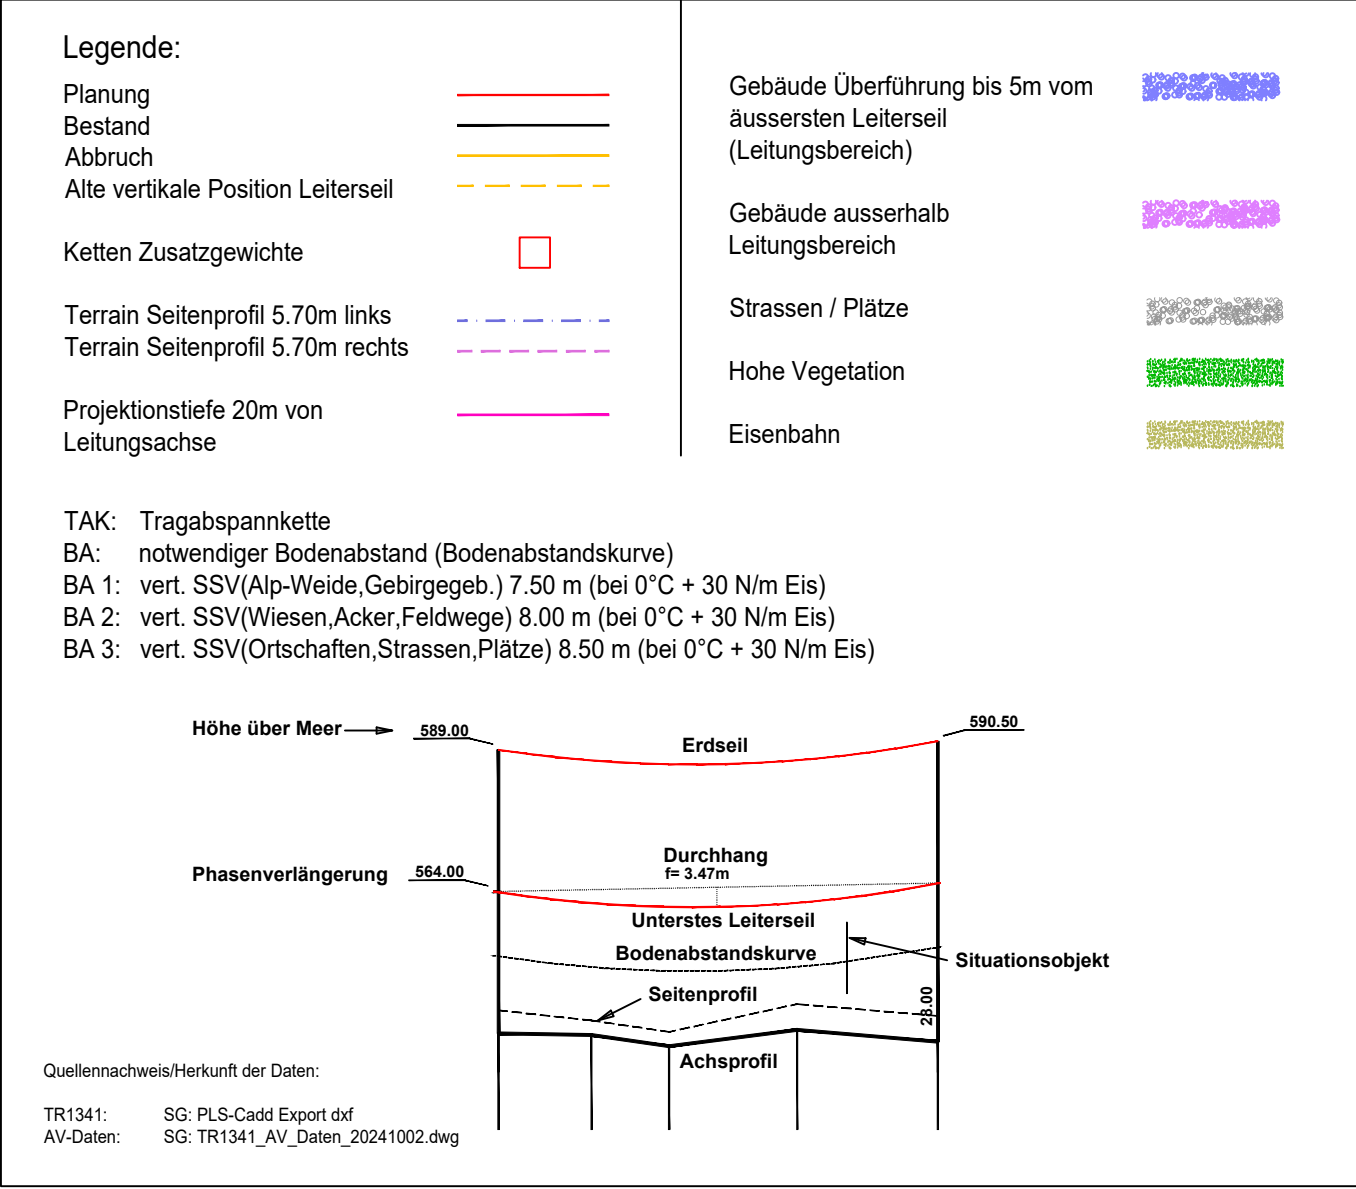 Legende:
Planung
Bestand
Abbruch
Alte vertikale Position Leiterseil
Ketten Zusatzgewichte
Terrain Seitenprofil 5.70m links
Terrain Seitenprofil 5.70m rechts
Projektionstiefe 20m von
Leitungsachse
Gebäude Überführung bis 5m vom
äussersten Leiterseil
(Leitungsbereich)
Gebäude ausserhalb
Leitungsbereich
Strassen / Plätze
Hohe Vegetation
Eisenbahn
TAK: Tragabspannkette
BA: notwendiger Bodenabstand (Bodenabstandskurve)
BA 1: vert. SSV(Alp-Weide,Gebirgegeb.) 7.50 m (bei 0°C + 30 N/m Eis)
BA 2: vert. SSV(Wiesen,Acker,Feldwege) 8.00 m (bei 0°C + 30 N/m Eis)
BA 3: vert. SSV(Ortschaften,Strassen,Plätze) 8.50 m (bei 0°C + 30 N/m Eis)
Höhe über Meer
589.00
Erdseil
590.50
Phasenverlängerung
564.00
Durchhang
f= 3.47m
Unterstes Leiterseil
Bodenabstandskurve
Situationsobjekt
Seitenprofil
28.00
Achsprofil
Quellennachweis/Herkunft der Daten:
TR1341: SG: PLS-Cadd Export dxf
AV-Daten: SG: TR1341_AV_Daten_20241002.dwg